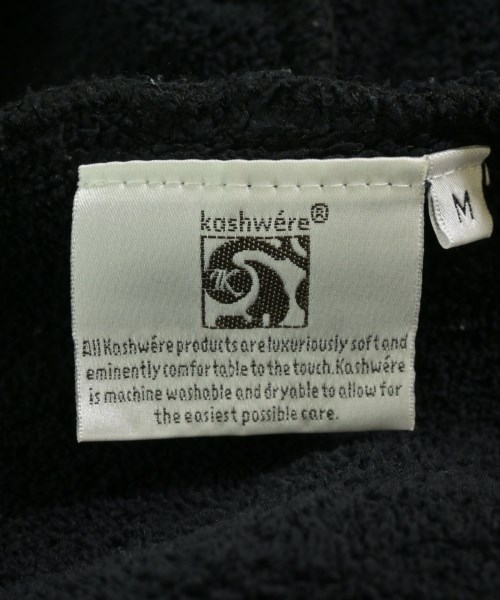 kashwére®
All Kashwére products are luxuriously soft and
eminently comfortable to the touch. Kashwére
is machine washable and dryable to allow for
the easiest possible care.
M